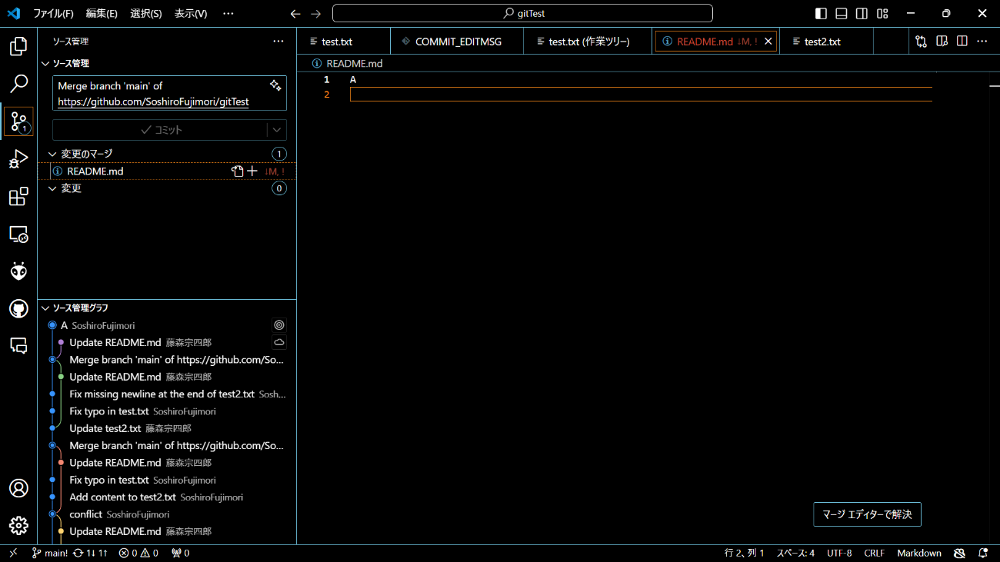 ファイル(F) 編集(E) 選択(S) 表示(V) ··· gitTest
ソース管理 ···
test.txt COMMIT_EDITMSG test.txt (作業ツリー) README.md ↓M, ! test2.txt ···
ソース管理
README.md
Merge branch 'main' of
https://github.com/SoshiroFujimori/gitTest
コミット
変更のマージ 1
README.md ↓M, !
変更 0
1 A
2
1
マージ エディターで解決
ソース管理グラフ
A SoshiroFujimori
Update README.md 藤森宗四郎
Merge branch 'main' of https://github.com/So...
Update README.md 藤森宗四郎
Fix missing newline at the end of test2.txt Sosh...
Fix typo in test.txt SoshiroFujimori
Update test2.txt 藤森宗四郎
Merge branch 'main' of https://github.com/So...
Update README.md 藤森宗四郎
Fix typo in test.txt SoshiroFujimori
Add content to test2.txt SoshiroFujimori
conflict SoshiroFujimori
Update README.md 藤森宗四郎
main! 1↓ 1↑ 0 0 0 行 2、列 1 スペース: 4 UTF-8 CRLF Markdown